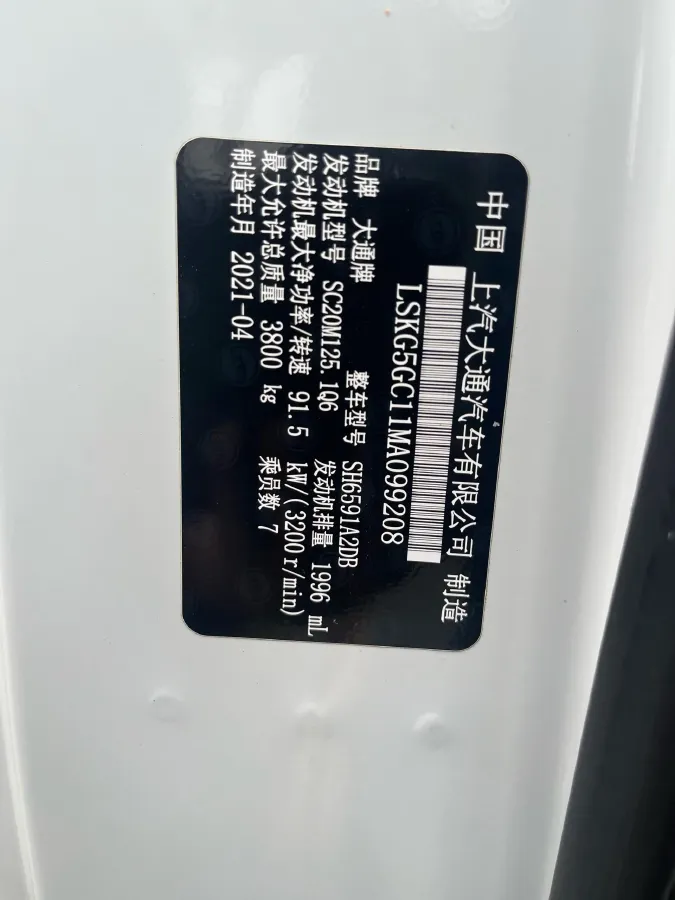 中国 上汽大通汽车有限公司 制造
LSKG5GC11MA099208
品牌 大通牌 整车型号 SH6591A2DB
发动机型号 SC20M125.1Q6 发动机排量 1996 mL
发动机最大净功率/转速 91.5 kW/(3200r/min)
最大允许总质量 3800 kg 乘员数 7
制造年月 2021-04